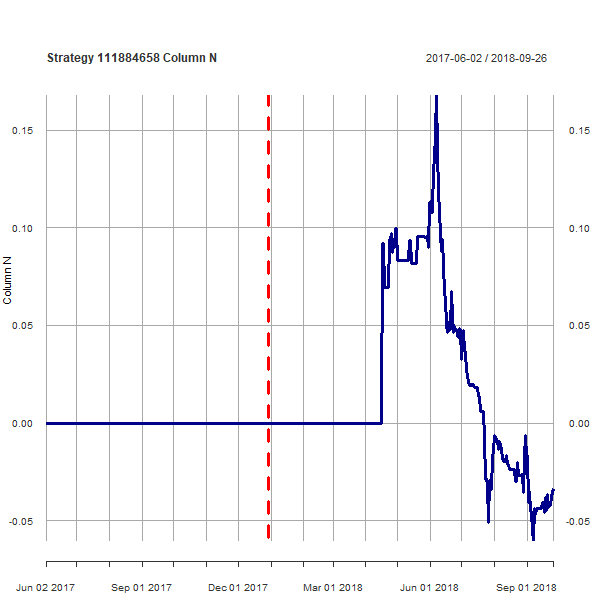 Strategy 111884658 Column N
2017-06-02 / 2018-09-26
0.15
0.15
0.10
0.10
Column N
0.05
0.05
0.00
0.00
-0.05
-0.05
Jun 02 2017
Sep 01 2017
Dec 01 2017
Mar 01 2018
Jun 01 2018
Sep 01 2018